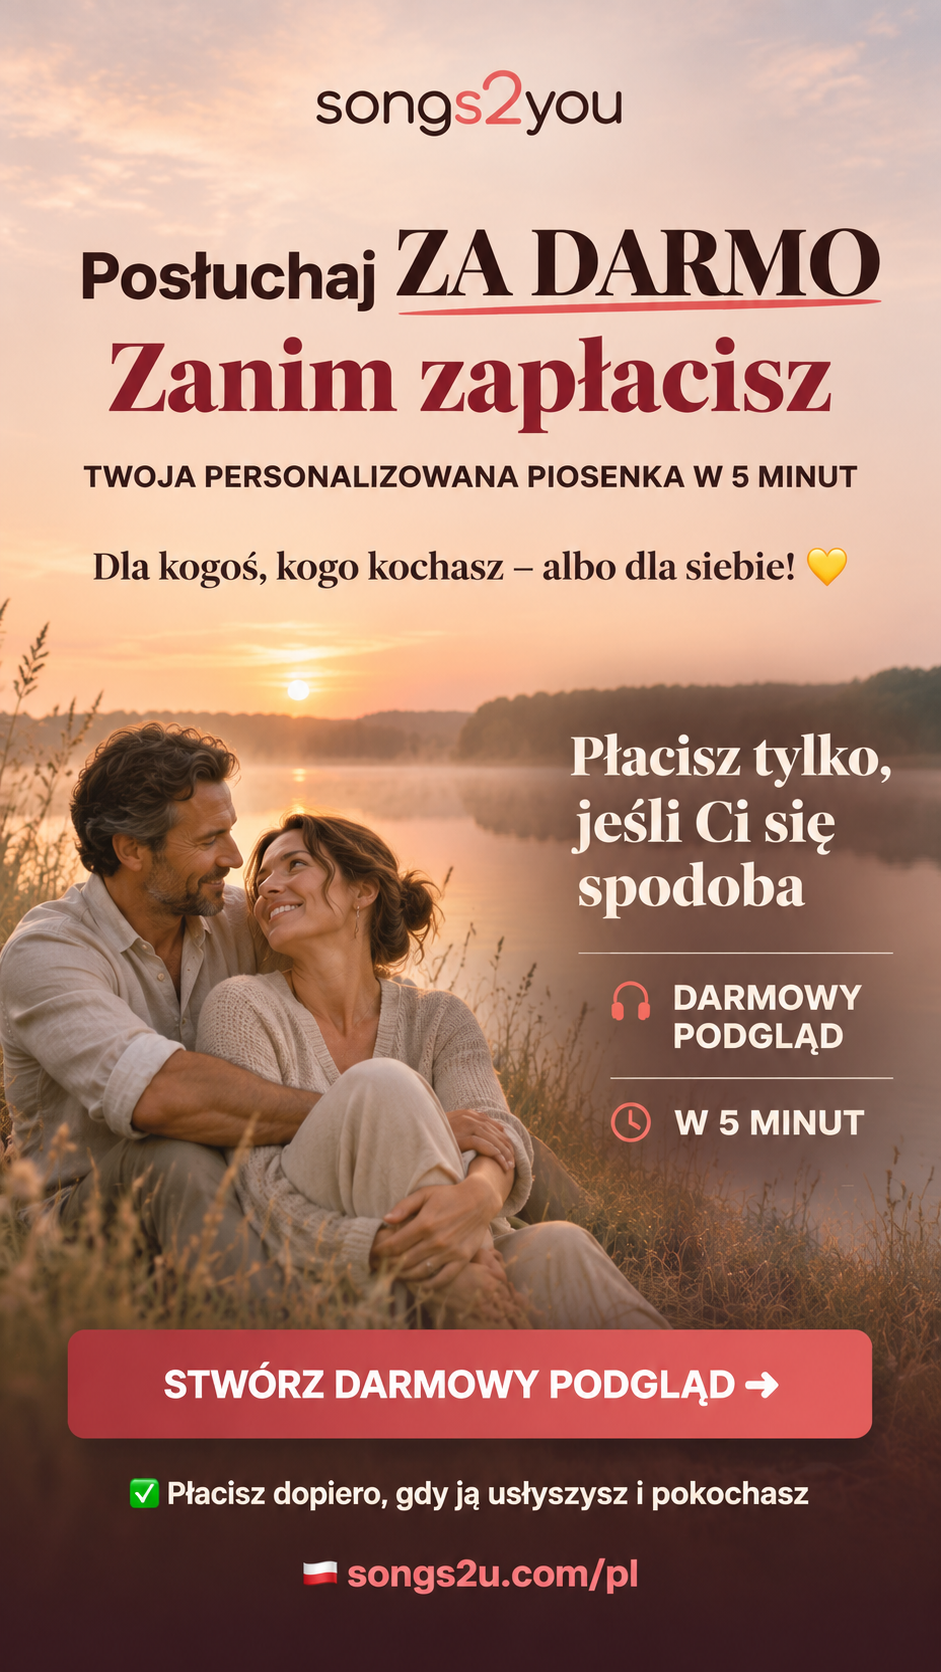 songs2you
Posłuchaj ZA DARMO
Zanim zapłacisz
TWOJA PERSONALIZOWANA PIOSENKA W 5 MINUT
Dla kogoś, kogo kochasz – albo dla siebie! 💛
Płacisz tylko,
jeśli Ci się
spodoba
DARMOWY
PODGLĄD
W 5 MINUT
STWÓRZ DARMOWY PODGLĄD ➔
✅ Płacisz dopiero, gdy ją usłyszysz i pokochasz
🇵🇱 songs2u.com/pl